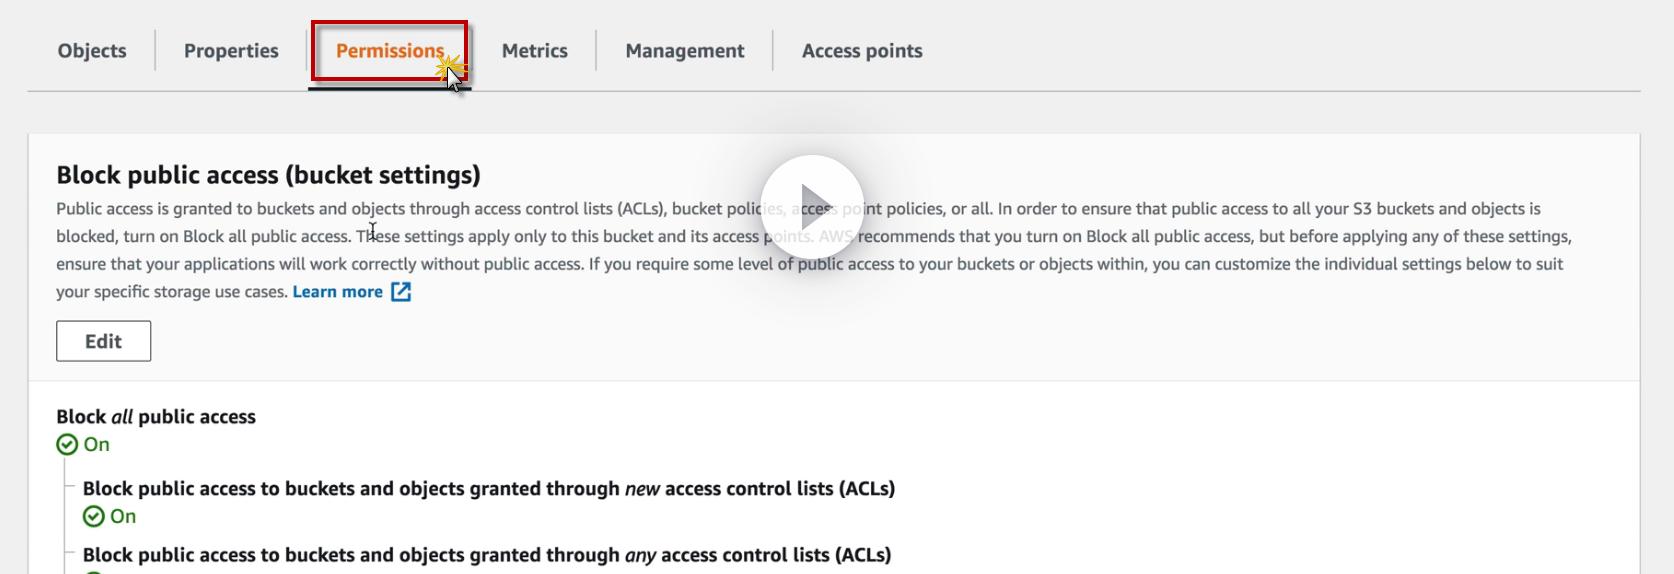 Objects Properties Permissions Metrics Management Access points
Block public access (bucket settings)
Public access is granted to buckets and objects through access control lists (ACLs), bucket policies, access point policies, or all. In order to ensure that public access to all your S3 buckets and objects is
blocked, turn on Block all public access. These settings apply only to this bucket and its access points. AWS recommends that you turn on Block all public access, but before applying any of these settings,
ensure that your applications will work correctly without public access. If you require some level of public access to your buckets or objects within, you can customize the individual settings below to suit
your specific storage use cases. Learn more
Edit
Block all public access
On
Block public access to buckets and objects granted through new access control lists (ACLs)
On
Block public access to buckets and objects granted through any access control lists (ACLs)